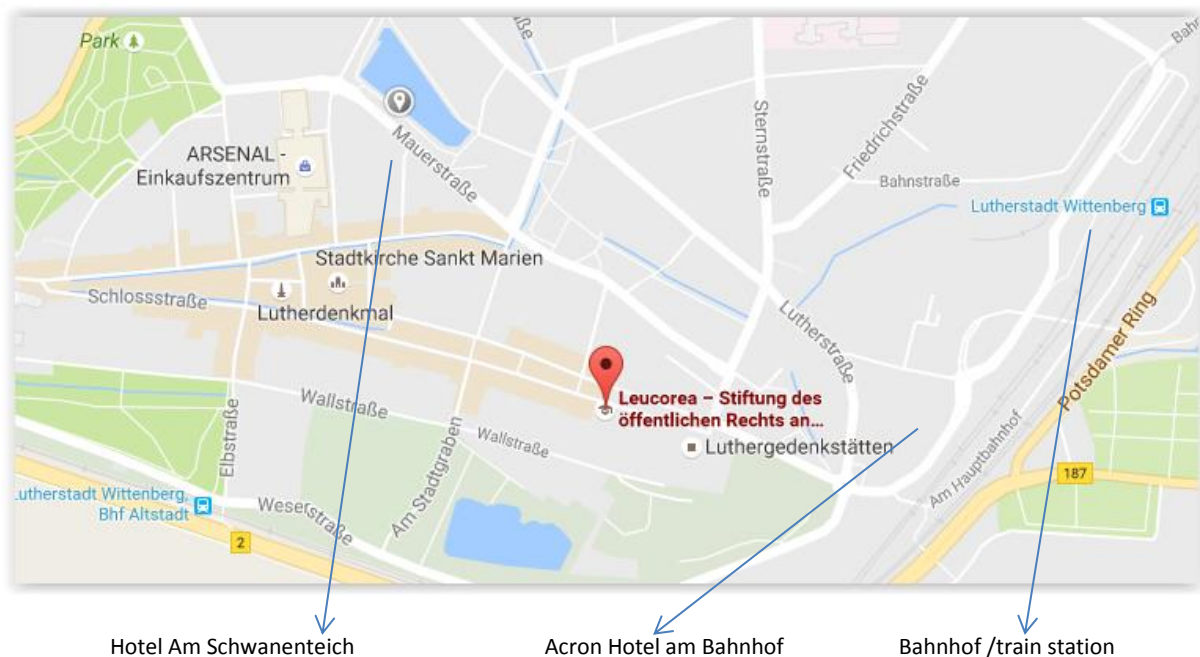 Park
ARSENAL -
Einkaufszentrum
Mauerstraße
Sternstraße
Friedrichstraße
Bahnstraße
Lutherstadt Wittenberg
Stadtkirche Sankt Marien
Schlossstraße
Lutherdenkmal
Lutherstraße
Potsdamer Ring
Leucorea – Stiftung des
öffentlichen Rechts an...
Wallstraße
Wallstraße
Luthergedenkstätten
Elbstraße
Am Stadtgraben
Am Hauptbahnhof
187
Lutherstadt Wittenberg,
Bhf Altstadt
2
Hotel Am Schwanenteich
Acron Hotel am Bahnhof
Bahnhof /train station